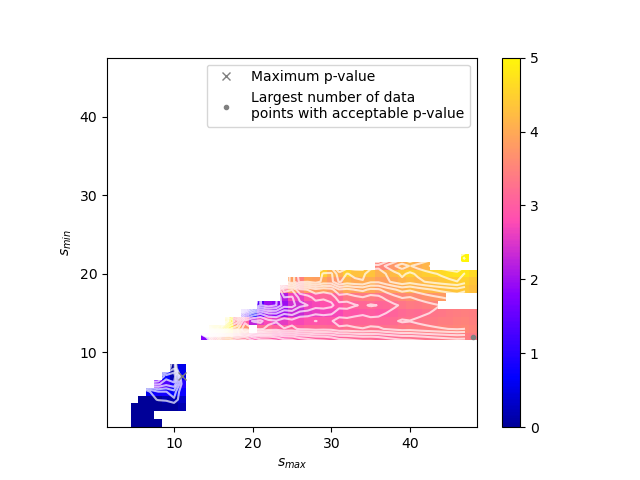 Maximum p-value
Largest number of data
points with acceptable p-value
40
30
20
10
s_min
10
20
30
40
s_max
5
4
3
2
1
0